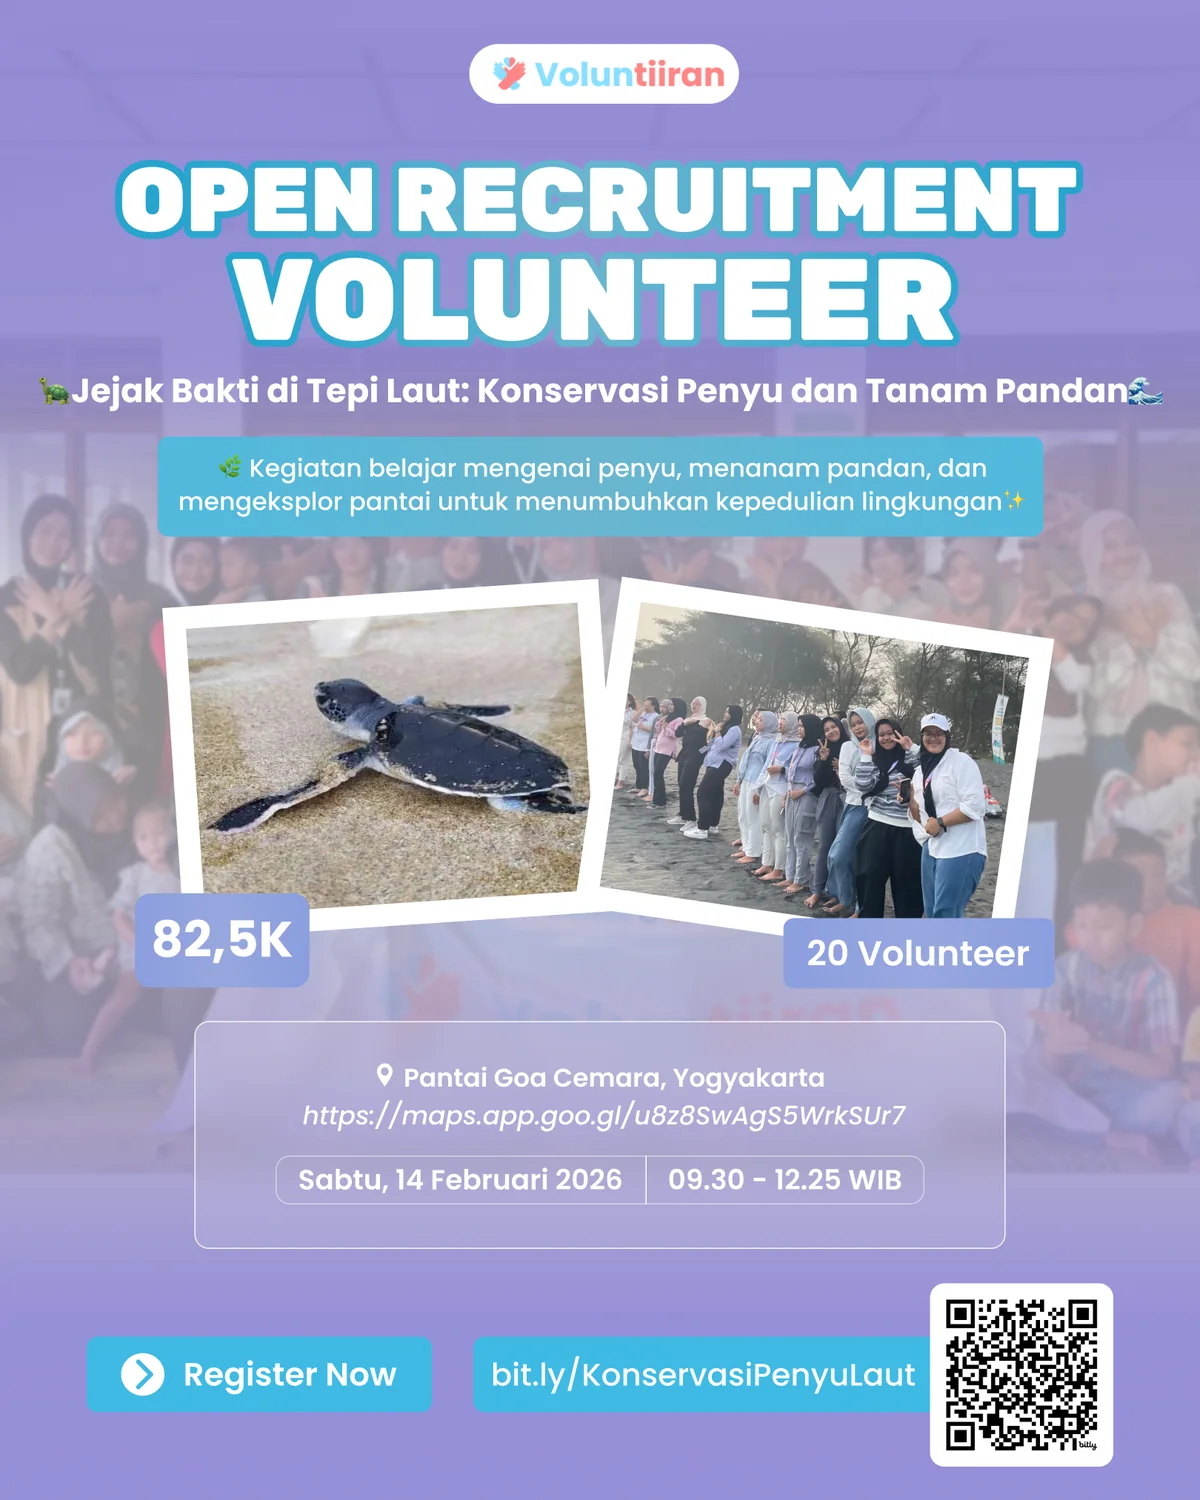 Voluntiiran
OPEN RECRUITMENT
VOLUNTEER
🐢Jejak Bakti di Tepi Laut: Konservasi Penyu dan Tanam Pandan🌊
🌿 Kegiatan belajar mengenai penyu, menanam pandan, dan
mengeksplor pantai untuk menumbuhkan kepedulian lingkungan✨
82,5K
20 Volunteer
Pantai Goa Cemara, Yogyakarta
https://maps.app.goo.gl/u8z8SwAgS5WrkSUr7
Sabtu, 14 Februari 2026
09.30 - 12.25 WIB
Register Now
bit.ly/KonservasiPenyuLaut
bitly